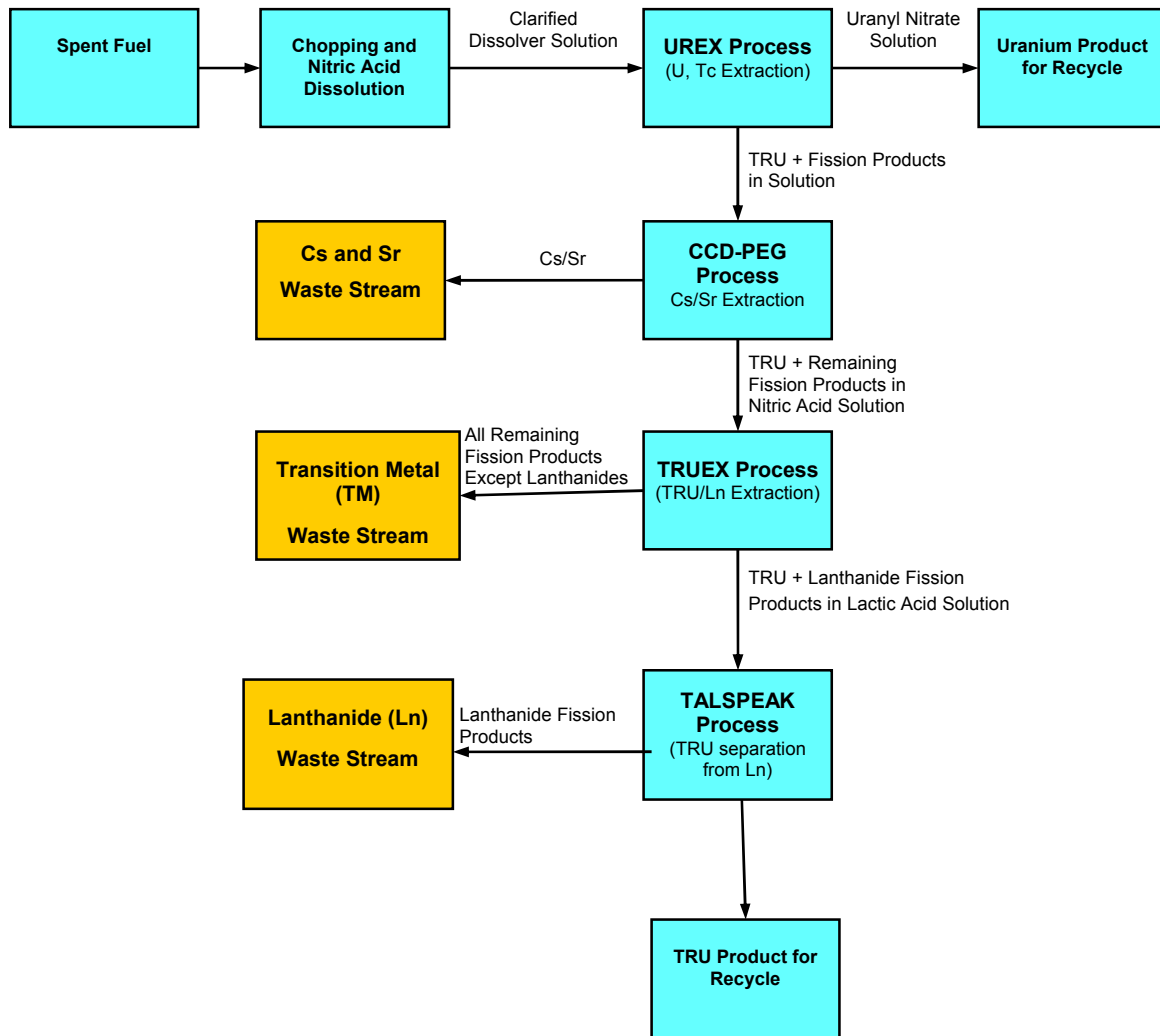 Spent Fuel
Chopping and
Nitric Acid
Dissolution
Clarified
Dissolver Solution
UREX Process
(U, Tc Extraction)
Uranyl Nitrate
Solution
Uranium Product
for Recycle
TRU + Fission Products
in Solution
Cs and Sr
Waste Stream
Cs/Sr
CCD-PEG
Process
Cs/Sr Extraction
TRU + Remaining
Fission Products in
Nitric Acid Solution
Transition Metal
(TM)
Waste Stream
All Remaining
Fission Products
Except Lanthanides
TRUEX Process
(TRU/Ln Extraction)
TRU + Lanthanide Fission
Products in Lactic Acid Solution
Lanthanide (Ln)
Waste Stream
Lanthanide Fission
Products
TALSPEAK
Process
(TRU separation
from Ln)
TRU Product for
Recycle